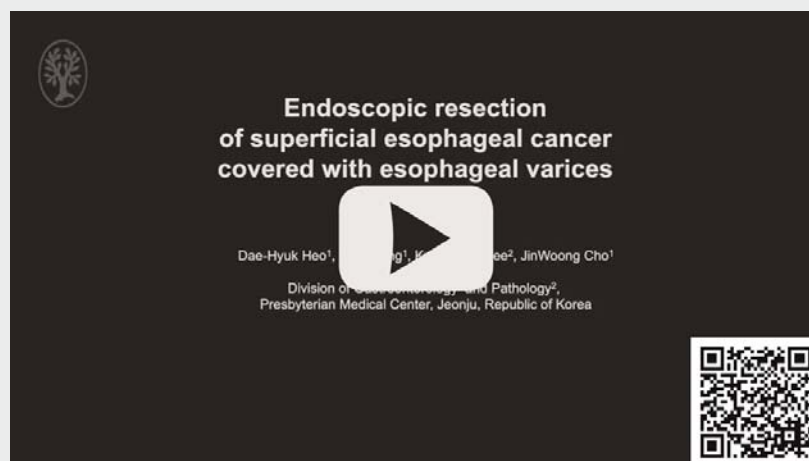 Endoscopic resection
of superficial esophageal cancer
covered with esophageal varices
Dae-Hyuk Heo¹, JinWoong Cho¹
Division of and Pathology²,
Presbyterian Medical Center, Jeonju, Republic of Korea